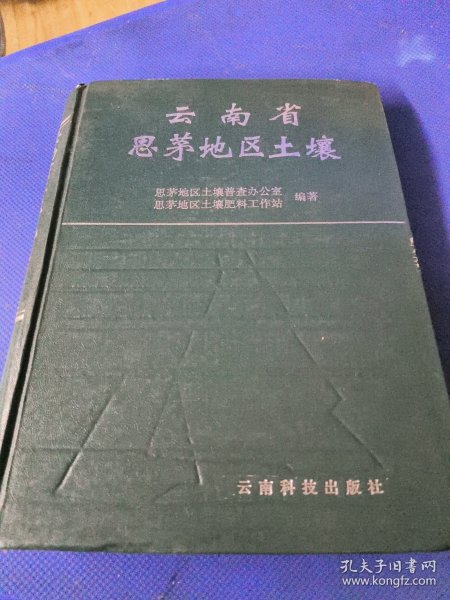 云南省
思茅地区土壤
思茅地区土壤普查办公室
思茅地区土壤肥料工作站
编著
云南科技出版社
孔夫子旧书网
www.kongfz.com